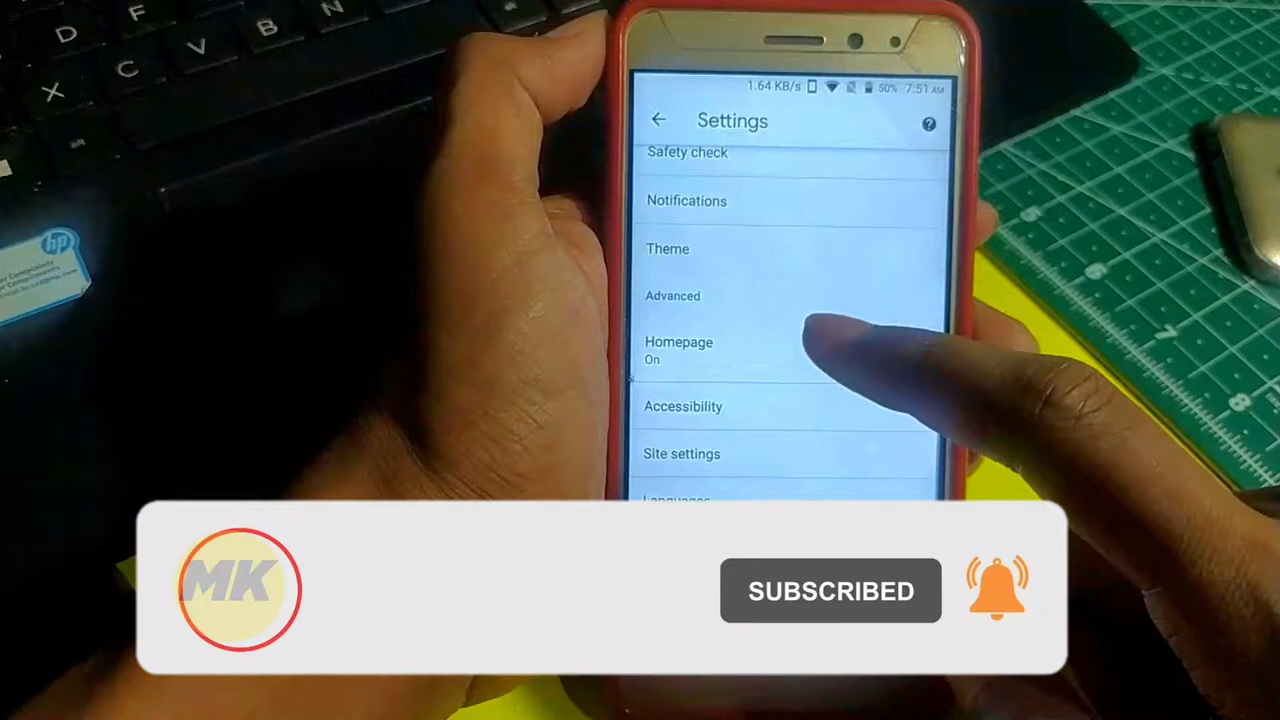 D
F
X
C
V
B
N
hp
1.64 KB/s 50% 7:51 AM
Settings
Safety check
Notifications
Theme
Advanced
Homepage
On
Accessibility
Site settings
Languages
MK
SUBSCRIBED